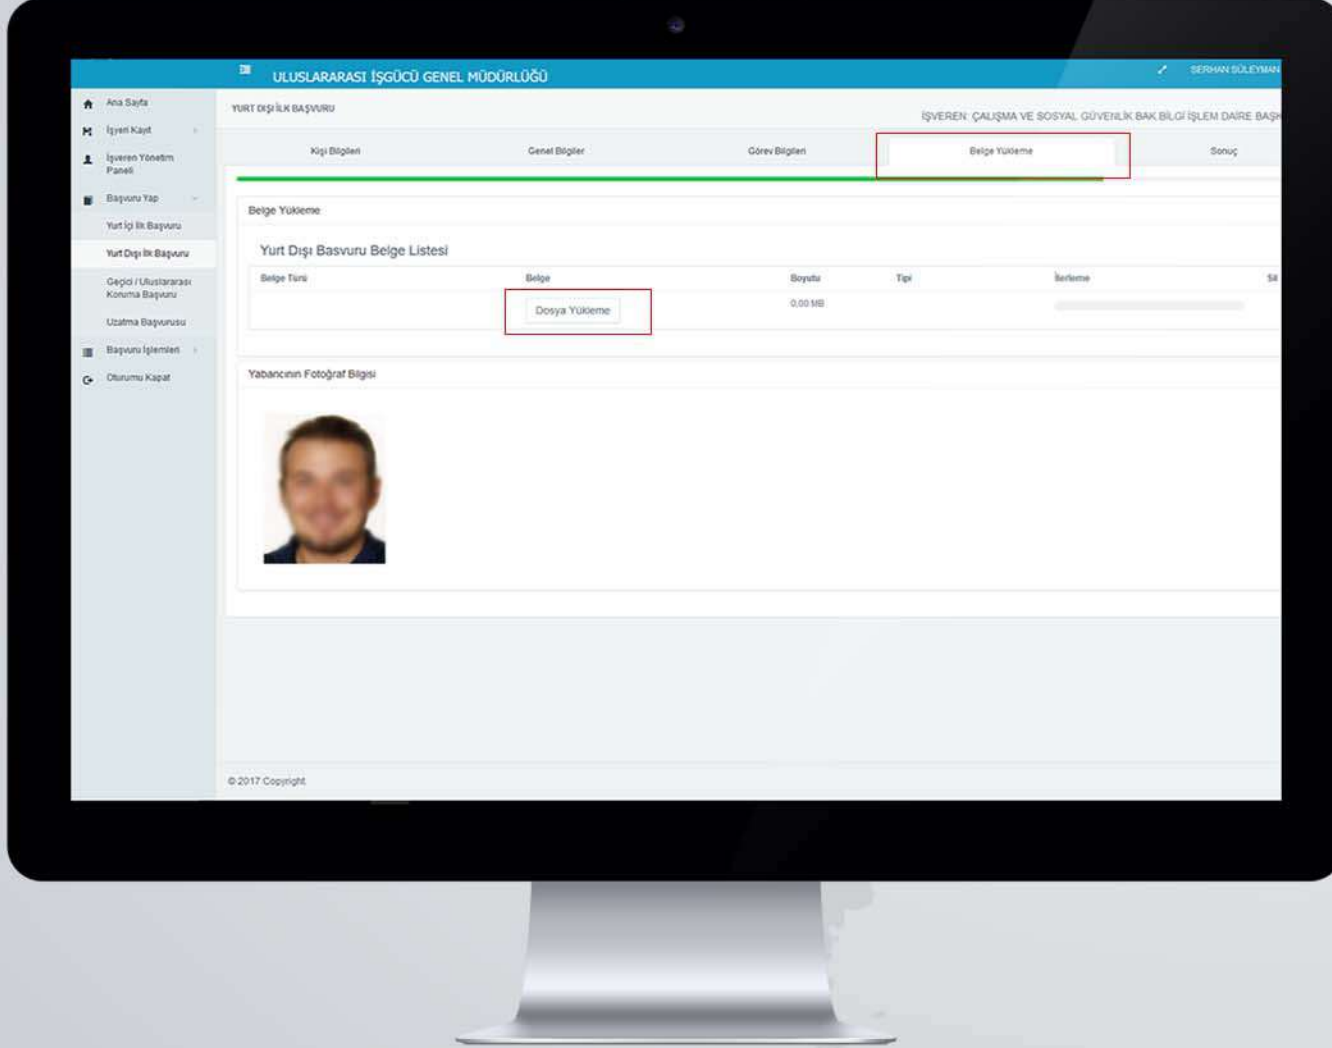 ULUSLARARASI İŞGÜCÜ GENEL MÜDÜRLÜĞÜ
SERHAN SÜLEYMAN
Ana Sayfa
İşyeri Kayıt
İşveren Yönetim
Paneli
Başvuru Yap
Yurt İçi İlk Başvuru
Yurt Dışı İlk Başvuru
Geçici / Uluslararası
Koruma Başvuru
Uzatma Başvurusu
Başvuru İşlemleri
Oturumu Kapat
YURT DIŞI İLK BAŞVURU
İŞVEREN: ÇALIŞMA VE SOSYAL GÜVENLİK BAK.BİLGİ İŞLEM DAİRE BAŞK
Kişi Bilgileri
Genel Bilgiler
Görev Bilgileri
Belge Yükleme
Sonuç
Belge Yükleme
Yurt Dışı Basvuru Belge Listesi
Belge Türü
Belge
Boyutu
Tipi
İlerleme
Sil
Dosya Yükleme
0,00 MB
Yabancının Fotoğraf Bilgisi
© 2017 Copyright